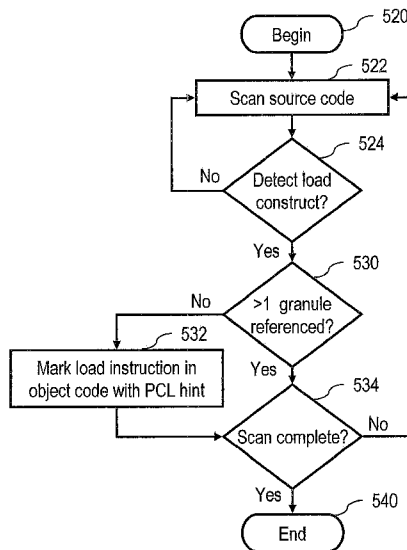 520
Begin
522
Scan source code
524
No
Detect load
construct?
Yes
530
No
>1 granule
referenced?
532
Yes
Mark load instruction in
object code with PCL hint
534
Scan complete?
No
Yes
540
End